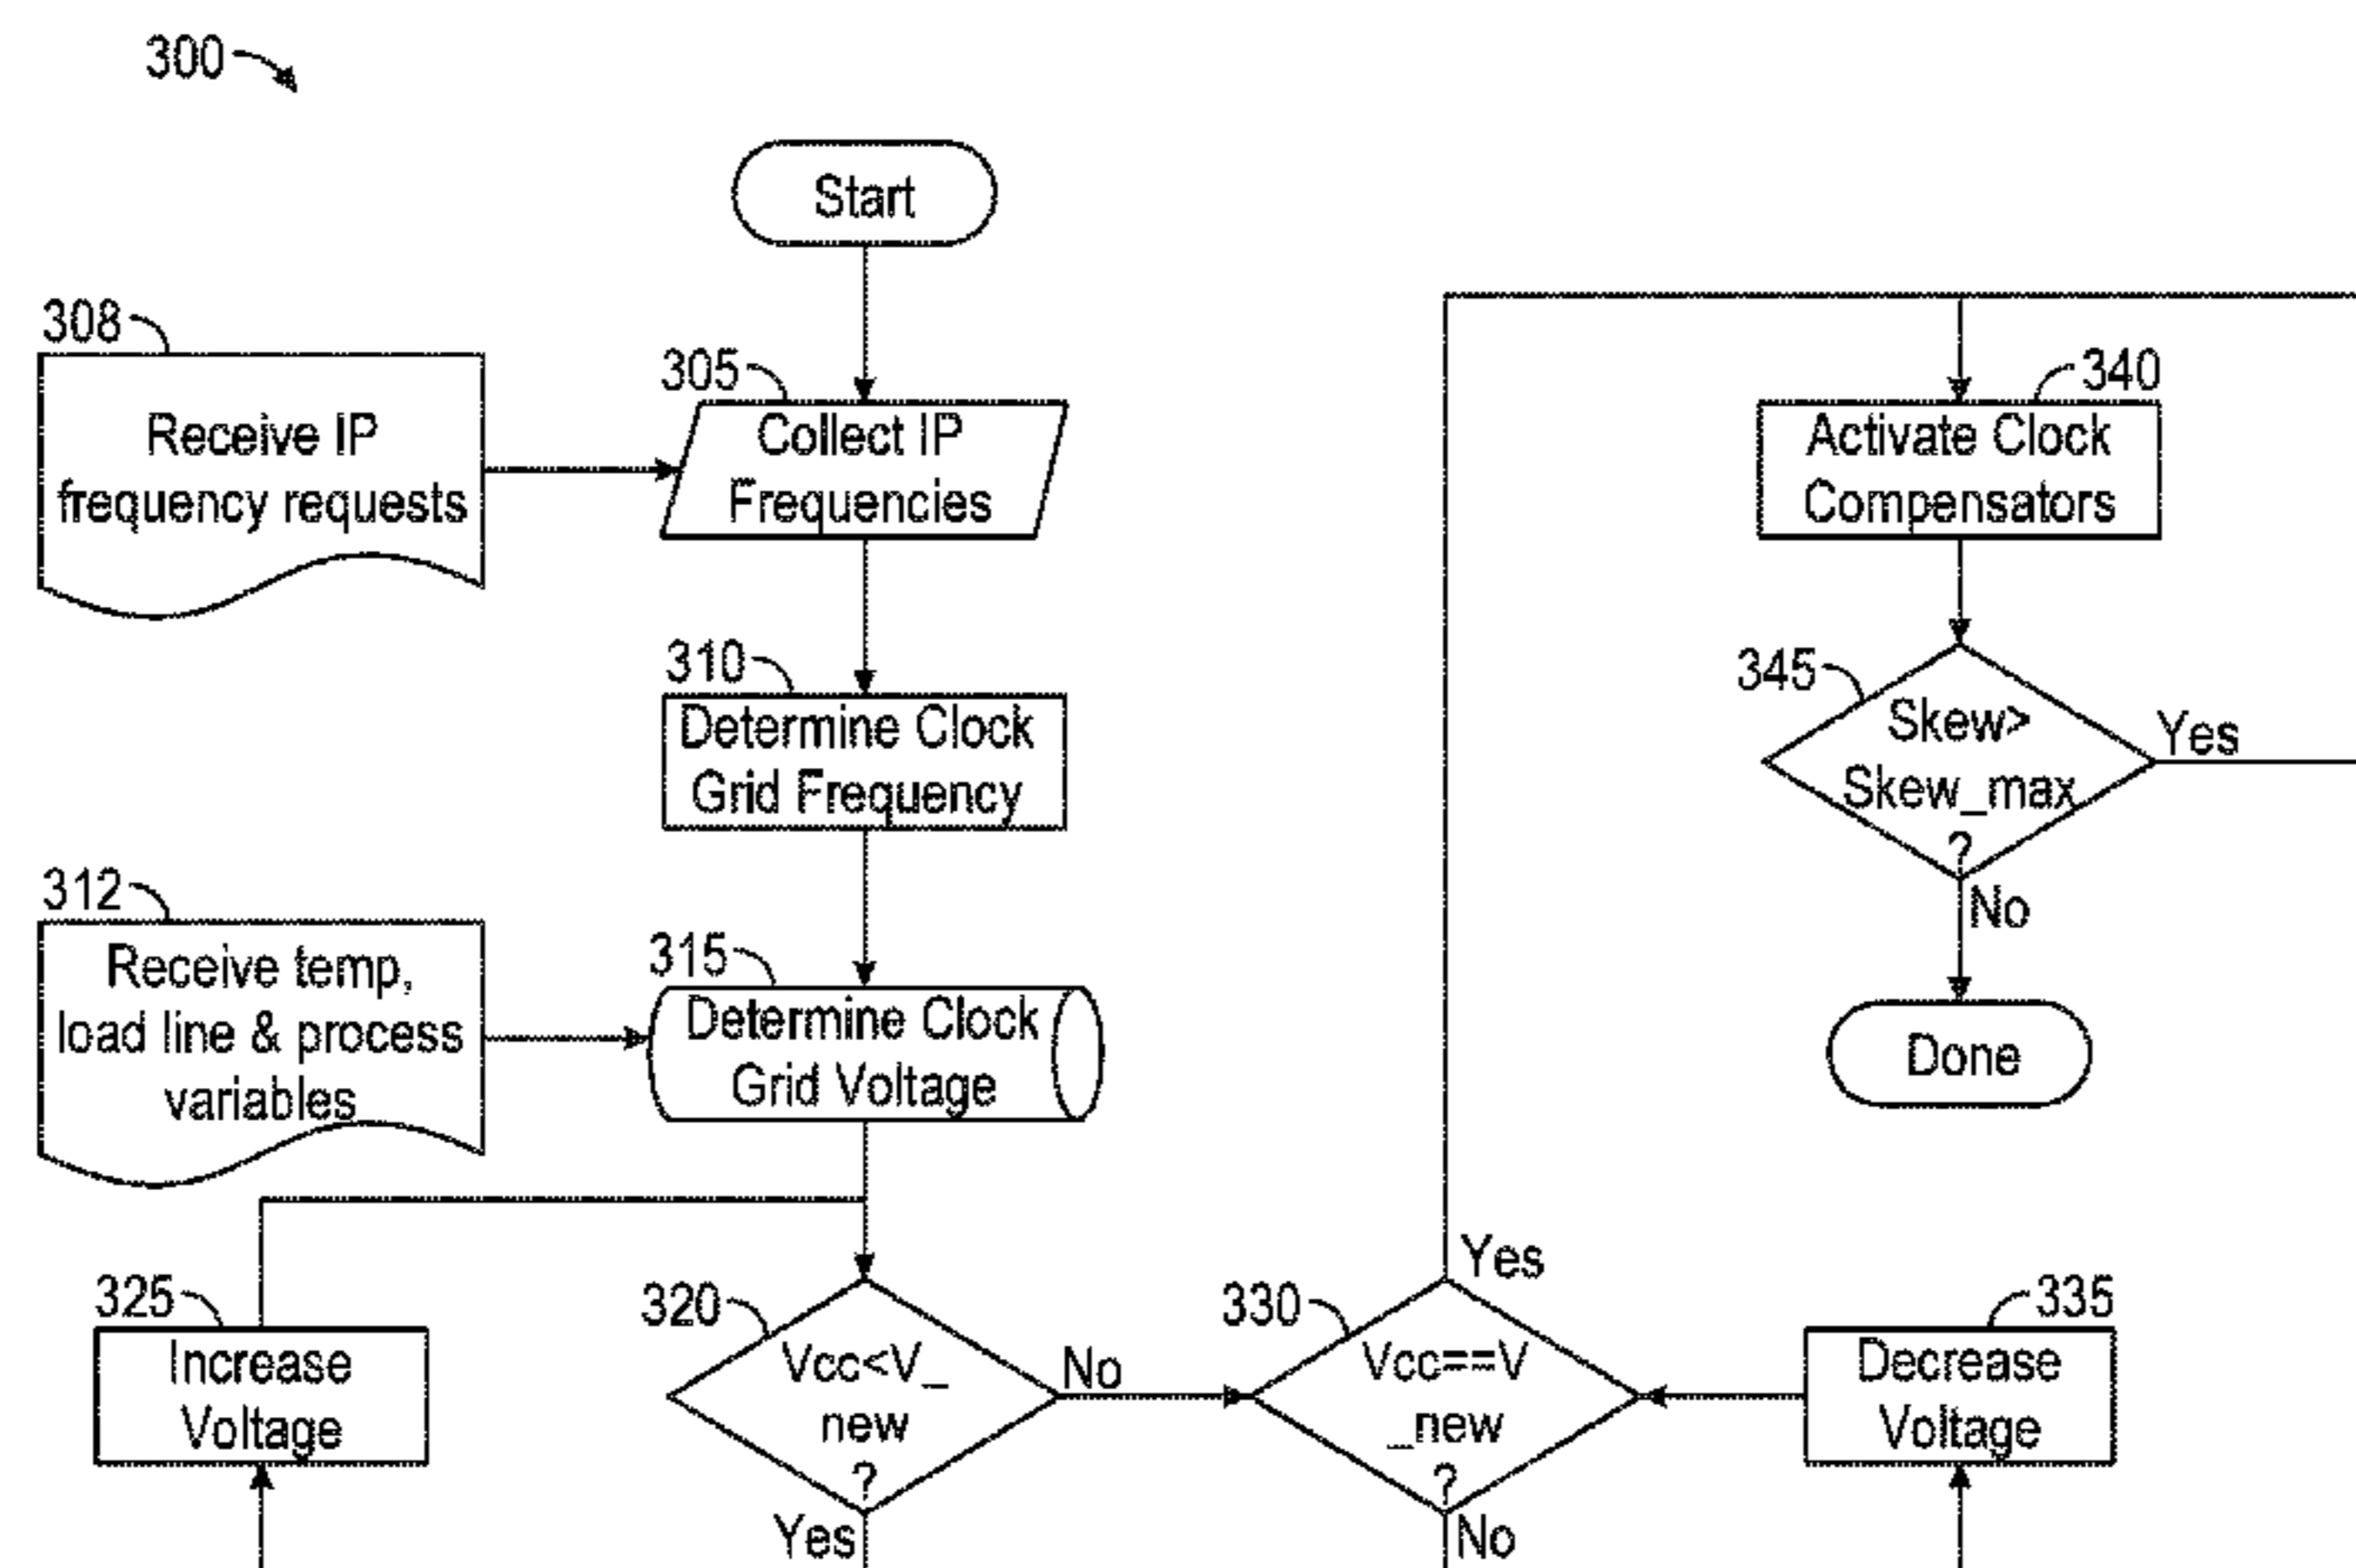 300
Start
308
Receive IP
frequency requests
305
Collect IP
Frequencies
310
Determine Clock
Grid Frequency
312
Receive temp,
load line & process
variables
315
Determine Clock
Grid Voltage
325
Increase
Voltage
320
Vcc<V_
new
?
No
Yes
330
Vcc==V
_new
?
Yes
No
335
Decrease
Voltage
340
Activate Clock
Compensators
345
Skew>
Skew_max
?
Yes
No
Done